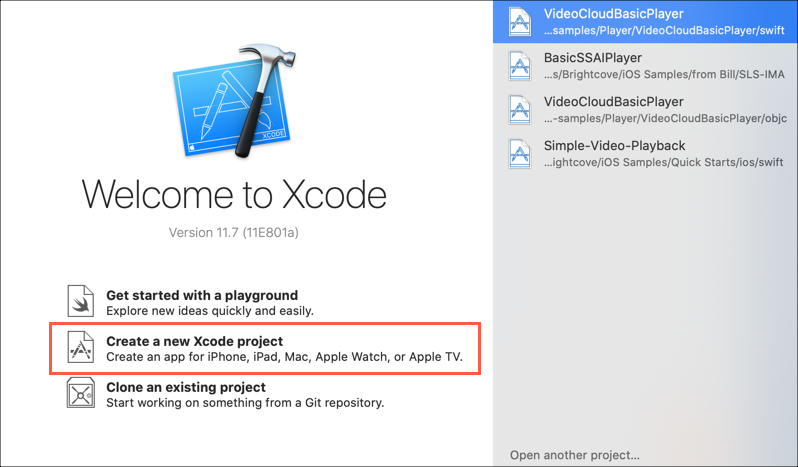 XCODE
Welcome to Xcode
Version 11.7 (11E801a)
Get started with a playground
Explore new ideas quickly and easily.
Create a new Xcode project
Create an app for iPhone, iPad, Mac, Apple Watch, or Apple TV.
Clone an existing project
Start working on something from a Git repository.
VideoCloudBasicPlayer
...samples/Player/VideoCloudBasicPlayer/swift
BasicSSAIPlayer
...s/Brightcove/iOS Samples/from Bill/SLS-IMA
VideoCloudBasicPlayer
...-samples/Player/VideoCloudBasicPlayer/objc
Simple-Video-Playback
...ightcove/iOS Samples/Quick Starts/ios/swift
Open another project...